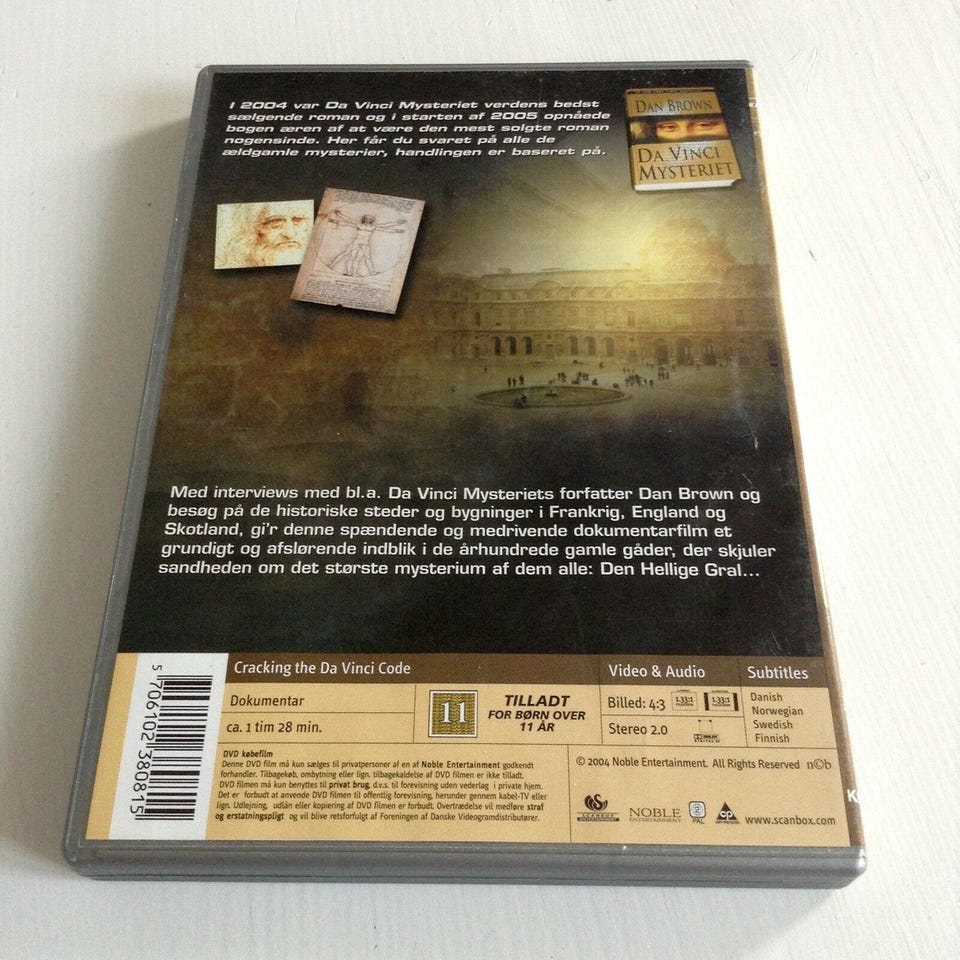 I 2004 var Da Vinci Mysteriet verdens bedst
sælgende roman og i starten af 2005 opnåede
bogen æren af at være den mest solgte roman
nogensinde. Her får du svaret på alle de
ældgamle mysterier, handlingen er baseret på.
DAN BROWN
DA VINCI
MYSTERIET
Med interviews med bl.a. Da Vinci Mysteriets forfatter Dan Brown og
besøg på de historiske steder og bygninger i Frankrig, England og
Skotland, gi'r denne spændende og medrivende dokumentarfilm et
grundigt og afslørende indblik i de århundrede gamle gåder, der skjuler
sandheden om det største mysterium af dem alle: Den Hellige Gral...
Cracking the Da Vinci Code
Dokumentar
ca. 1 tim 28 min.
11
TILLADT
FOR BØRN OVER
11 ÅR
Video & Audio
Billed: 4:3
1.33:1
1.33:1
Stereo 2.0
Subtitles
Danish
Norwegian
Swedish
Finnish
5 706102 380815
DVD købefilm
Denne DVD film må kun sælges til privatpersoner af en af Noble Entertainment godkendt
forhandler. Tilbagekøb, ombytning eller lign. tilbagekaldelse af DVD filmen er ikke tilladt.
DVD filmen må kun benyttes til privat brug, d.v.s. til forevisning uden vederlag i private hjem.
Det er forbudt at anvende DVD filmen til offentlig forevisning, herunder gennem kabel-TV eller
lign. Udlejning, udlån eller kopiering af DVD filmen er forbudt. Overtrædelse vil medføre straf
og erstatningspligt og vil blive retsforfulgt af Foreningen af Danske Videogramdistributører.
© 2004 Noble Entertainment. All Rights Reserved n©b
SCANBOX
ENTERTAINMENT
NOBLE
ENTERTAINMENT
2
PAL
CP
www.scanbox.com
K